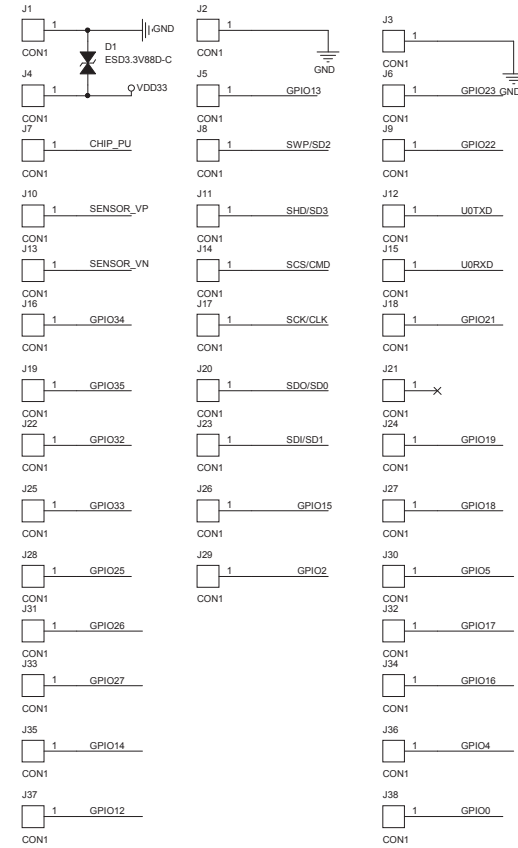 J1
1
GND
CON1
D1
ESD3.3V88D-C
J4
1
VDD33
CON1
J7
1
CHIP_PU
CON1
J10
1
SENSOR_VP
CON1
J13
1
SENSOR_VN
CON1
J16
1
GPIO34
CON1
J19
1
GPIO35
CON1
J22
1
GPIO32
CON1
J25
1
GPIO33
CON1
J28
1
GPIO25
CON1
J31
1
GPIO26
CON1
J33
1
GPIO27
CON1
J35
1
GPIO14
CON1
J37
1
GPIO12
CON1
J2
1
CON1
GND
J5
1
GPIO13
CON1
J8
1
SWP/SD2
CON1
J11
1
SHD/SD3
CON1
J14
1
SCS/CMD
CON1
J17
1
SCK/CLK
CON1
J20
1
SDO/SD0
CON1
J23
1
SDI/SD1
CON1
J26
1
GPIO15
CON1
J29
1
GPIO2
CON1
J3
1
CON1
GND
J6
1
GPIO23
CON1
J9
1
GPIO22
CON1
J12
1
U0TXD
CON1
J15
1
U0RXD
CON1
J18
1
GPIO21
CON1
J21
1
CON1
J24
1
GPIO19
CON1
J27
1
GPIO18
CON1
J30
1
GPIO5
CON1
J32
1
GPIO17
CON1
J34
1
GPIO16
CON1
J36
1
GPIO4
CON1
J38
1
GPIO0
CON1